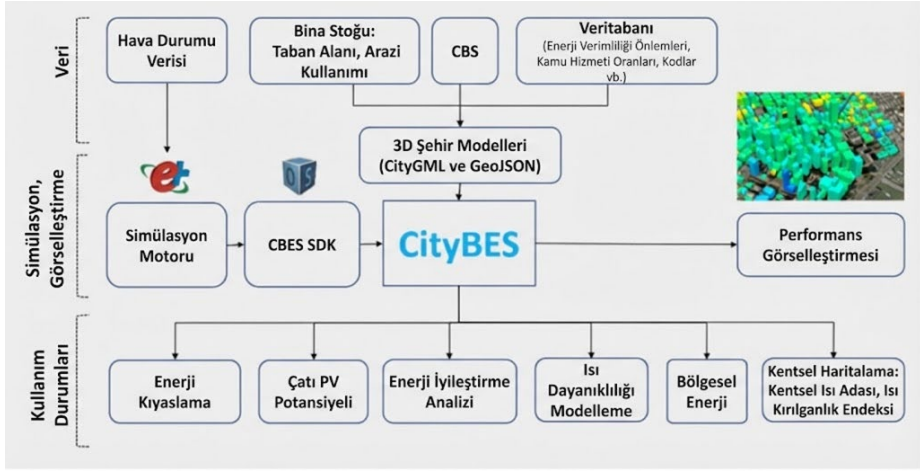 Veri
Hava Durumu
Verisi
Bina Stoğu:
Taban Alanı, Arazi
Kullanımı
CBS
Veritabanı
(Enerji Verimliliği Önlemleri,
Kamu Hizmeti Oranları, Kodlar
vb.)
3D Şehir Modelleri
(CityGML ve GeoJSON)
Simülasyon,
Görselleştirme
e+
OS
Simülasyon
Motoru
CBES SDK
CityBES
Performans
Görselleştirmesi
Kullanım
Durumları
Enerji
Kıyaslama
Çatı PV
Potansiyeli
Enerji İyileştirme
Analizi
Isı
Dayanıklılığı
Modelleme
Bölgesel
Enerji
Kentsel Haritalama:
Kentsel Isı Adası, Isı
Kırılganlık Endeksi